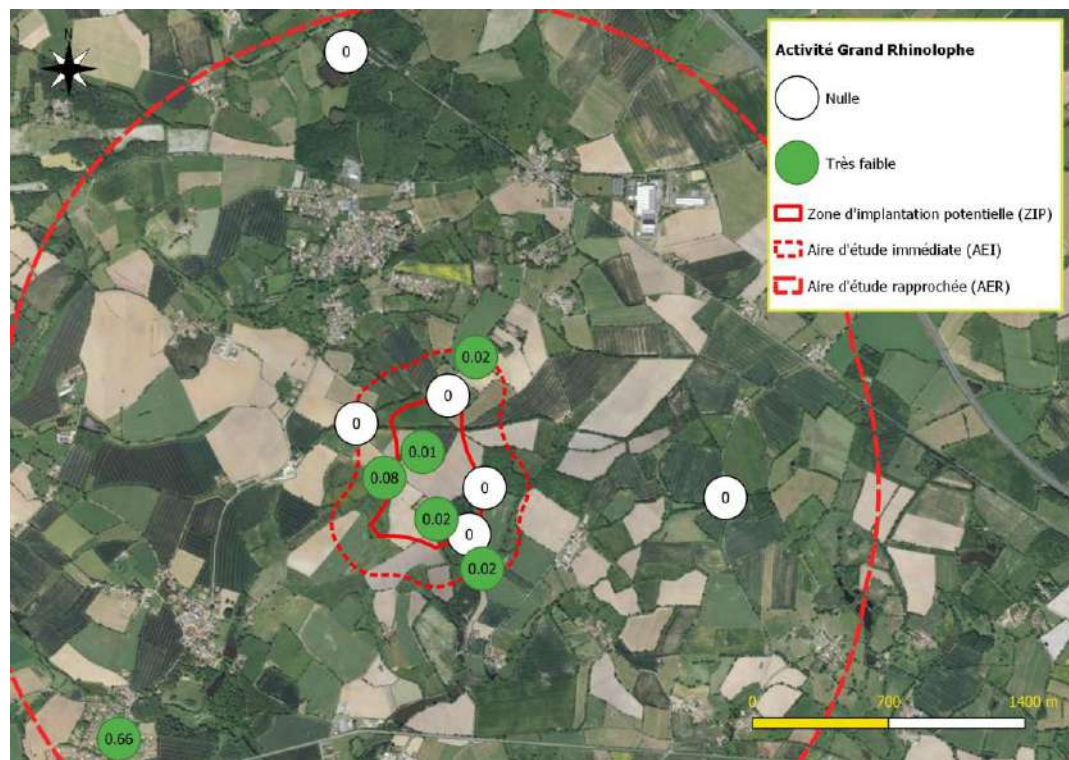 N
0
Activité Grand Rhinolophe
Nulle
Très faible
Zone d'implantation potentielle (ZIP)
Aire d'étude immédiate (AEI)
Aire d'étude rapprochée (AER)
0.02
0
0
0.01
0.08
0
0
0.02
0
0.02
0 700 1400 m
0.66